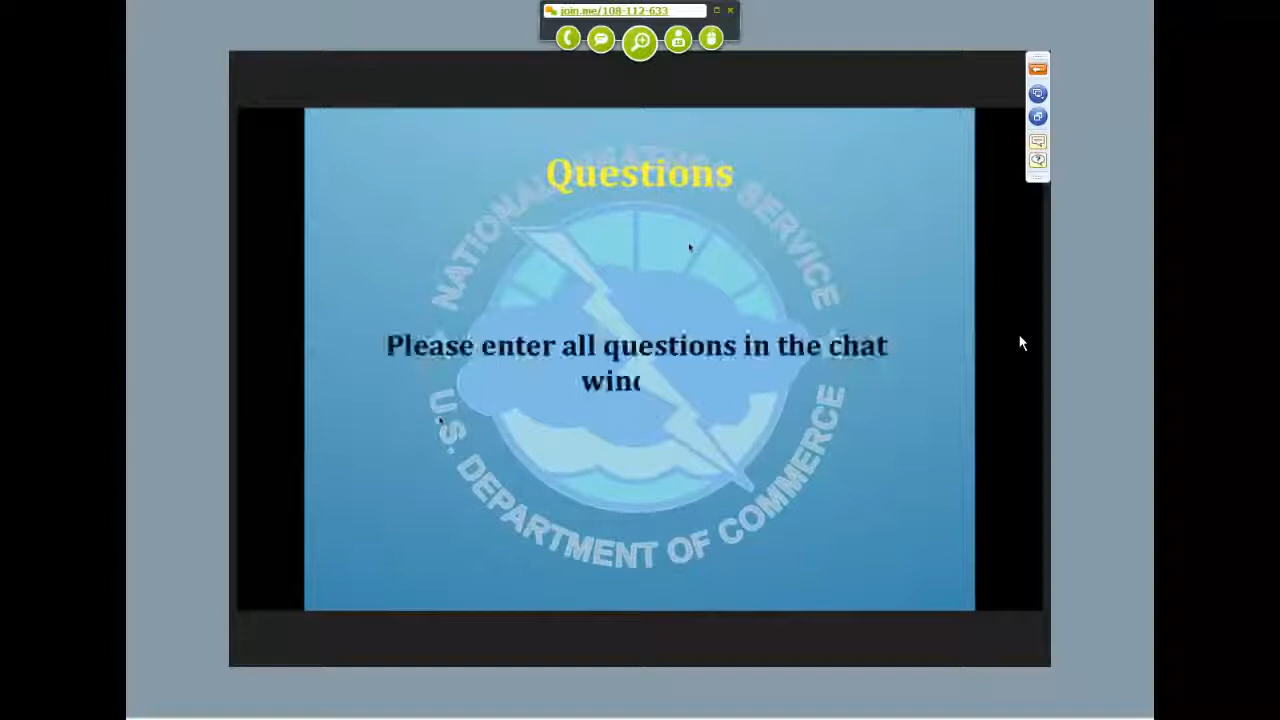 join.me/108-112-633
Questions
NATIONAL WEATHER SERVICE
Please enter all questions in the chat
wind
U.S. DEPARTMENT OF COMMERCE